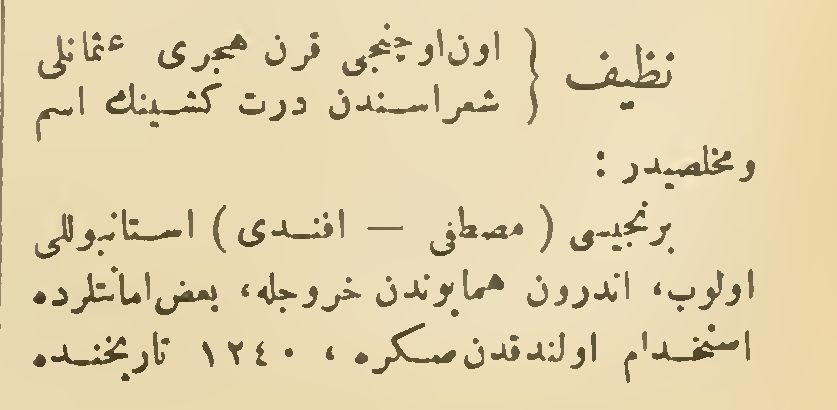 نظیف { اون‌اوچنجی قرن هجری عثمانلی
شعراسندن درت کشینك اسم
ومخلصیدر :
برنجیسی ( مصطفی — افندی ) استانبوللی
اولوب، اندرون همایوندن خروجله، بعض امانتلرده
استخدام اولندقدن صکره ، ١٢٤٠ تاریخنده